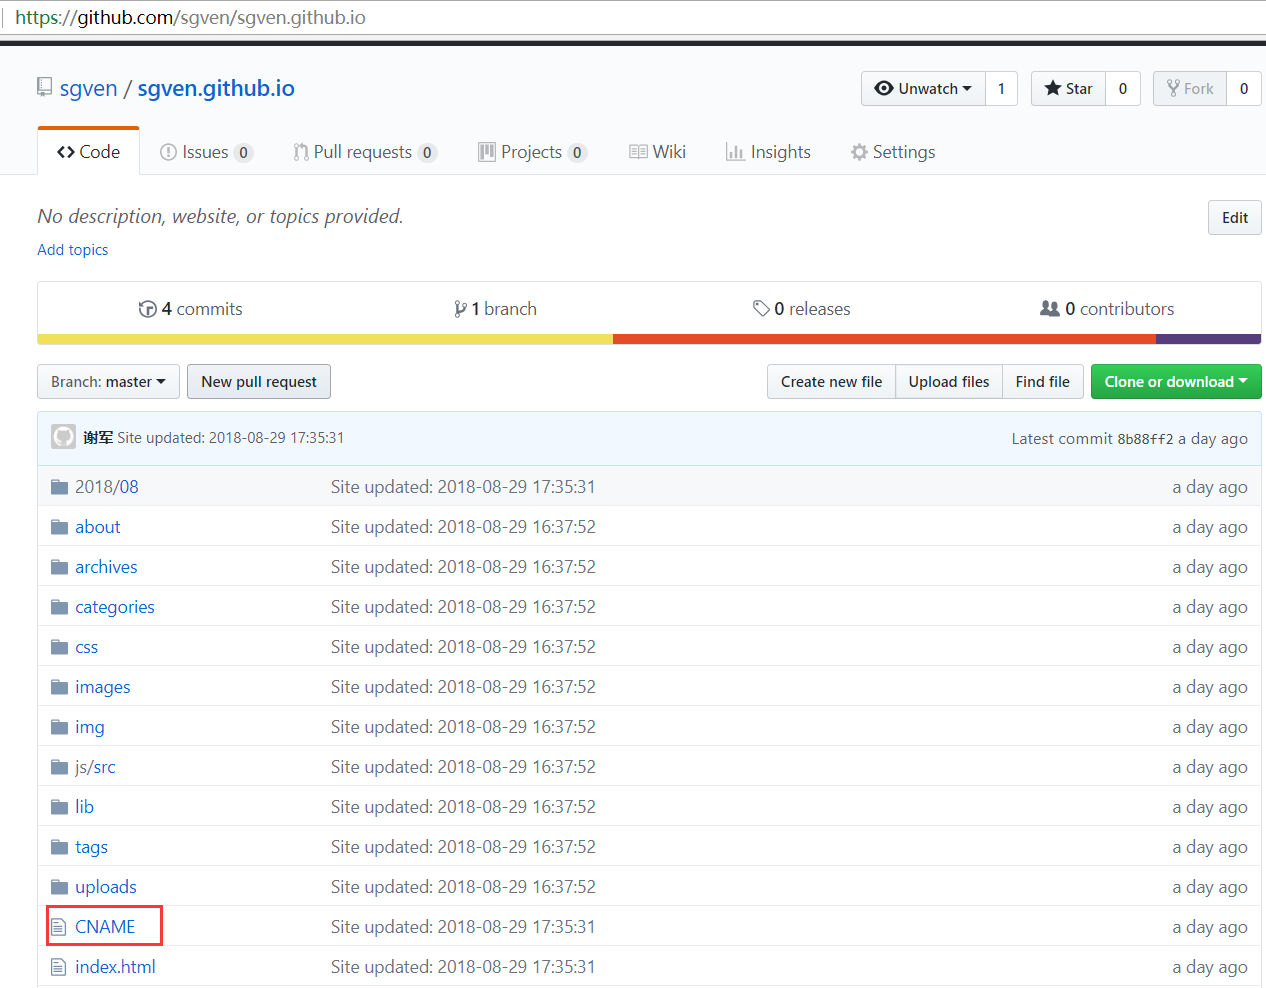 https://github.com/sgven/sgven.github.io
sgven / sgven.github.io
Unwatch 1 Star 0 Fork 0
Code Issues 0 Pull requests 0 Projects 0 Wiki Insights Settings
No description, website, or topics provided.
Edit
Add topics
4 commits 1 branch 0 releases 0 contributors
Branch: master New pull request Create new file Upload files Find file Clone or download
谢军 Site updated: 2018-08-29 17:35:31 Latest commit 8b88ff2 a day ago
2018/08 Site updated: 2018-08-29 17:35:31 a day ago
about Site updated: 2018-08-29 16:37:52 a day ago
archives Site updated: 2018-08-29 16:37:52 a day ago
categories Site updated: 2018-08-29 16:37:52 a day ago
css Site updated: 2018-08-29 16:37:52 a day ago
images Site updated: 2018-08-29 16:37:52 a day ago
img Site updated: 2018-08-29 16:37:52 a day ago
js/src Site updated: 2018-08-29 16:37:52 a day ago
lib Site updated: 2018-08-29 16:37:52 a day ago
tags Site updated: 2018-08-29 16:37:52 a day ago
uploads Site updated: 2018-08-29 16:37:52 a day ago
CNAME Site updated: 2018-08-29 17:35:31 a day ago
index.html Site updated: 2018-08-29 17:35:31 a day ago